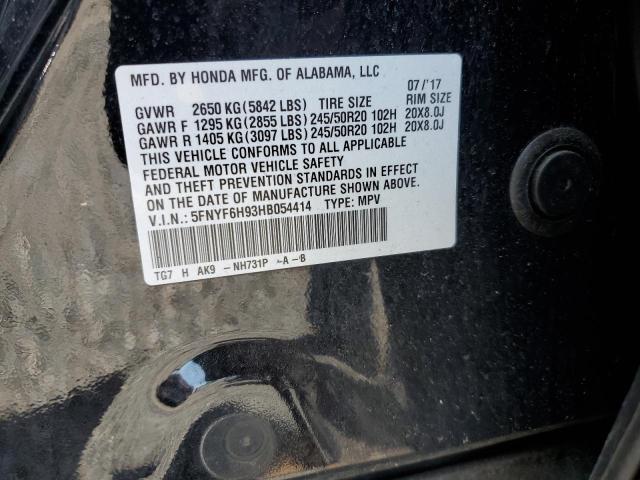 MFD. BY HONDA MFG. OF ALABAMA, LLC 07/'17
GVWR 2650 KG (5842 LBS) TIRE SIZE RIM SIZE
GAWR F 1295 KG (2855 LBS) 245/50R20 102H 20X8.0J
GAWR R 1405 KG (3097 LBS) 245/50R20 102H 20X8.0J
THIS VEHICLE CONFORMS TO ALL APPLICABLE
FEDERAL MOTOR VEHICLE SAFETY
AND THEFT PREVENTION STANDARDS IN EFFECT
ON THE DATE OF MANUFACTURE SHOWN ABOVE.
V.I.N.: 5FNYF6H93HB054414 TYPE: MPV
TG7 H AK9 -NH731P -A -B